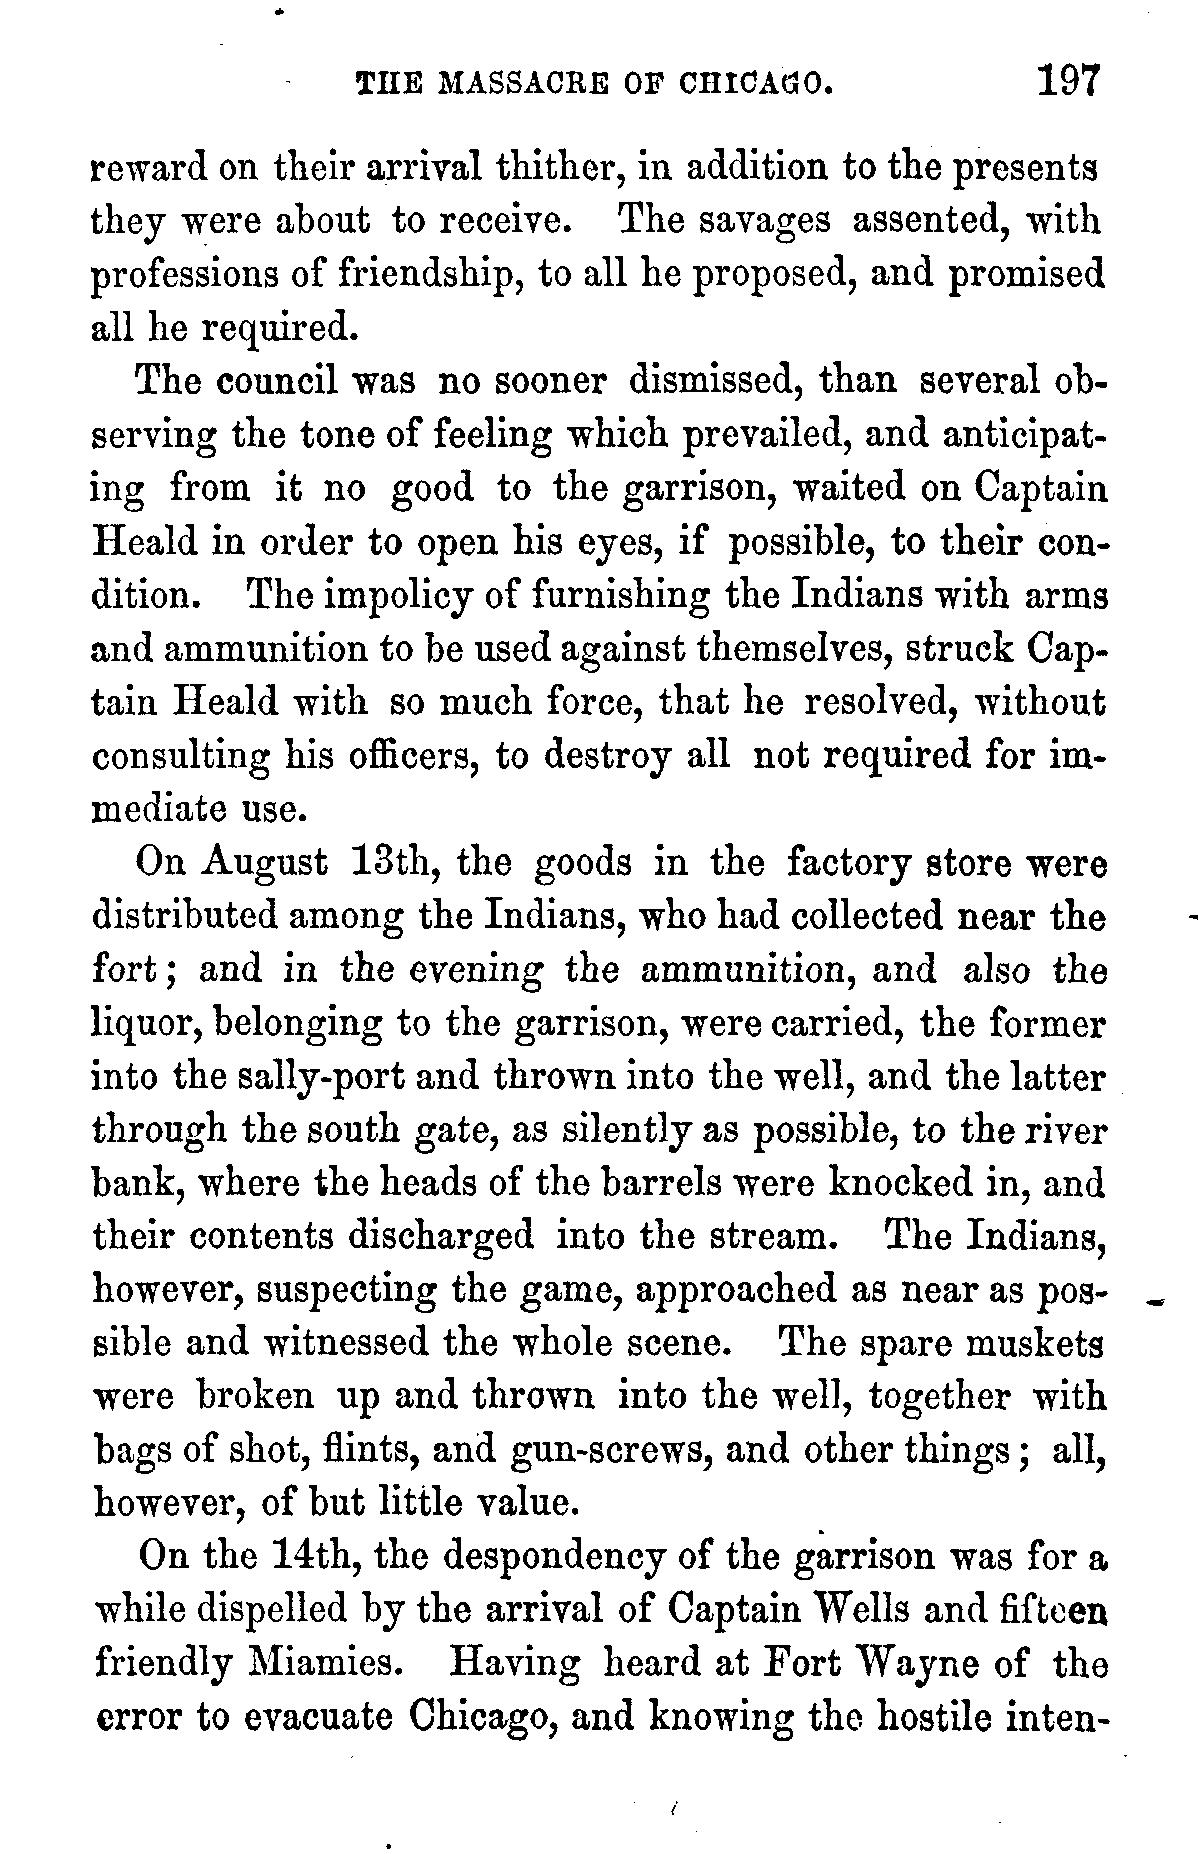 THE MASSACRE OF CHICAGO. 197
reward on their arrival thither, in addition to the presents
they were about to receive. The savages assented, with
professions of friendship, to all he proposed, and promised
all he required.
The council was no sooner dismissed, than several ob-
serving the tone of feeling which prevailed, and anticipat-
ing from it no good to the garrison, waited on Captain
Heald in order to open his eyes, if possible, to their con-
dition. The impolicy of furnishing the Indians with arms
and ammunition to be used against themselves, struck Cap-
tain Heald with so much force, that he resolved, without
consulting his officers, to destroy all not required for im-
mediate use.
On August 13th, the goods in the factory store were
distributed among the Indians, who had collected near the
fort; and in the evening the ammunition, and also the
liquor, belonging to the garrison, were carried, the former
into the sally-port and thrown into the well, and the latter
through the south gate, as silently as possible, to the river
bank, where the heads of the barrels were knocked in, and
their contents discharged into the stream. The Indians,
however, suspecting the game, approached as near as pos-
sible and witnessed the whole scene. The spare muskets
were broken up and thrown into the well, together with
bags of shot, flints, and gun-screws, and other things; all,
however, of but little value.
On the 14th, the despondency of the garrison was for a
while dispelled by the arrival of Captain Wells and fifteen
friendly Miamies. Having heard at Fort Wayne of the
error to evacuate Chicago, and knowing the hostile inten-